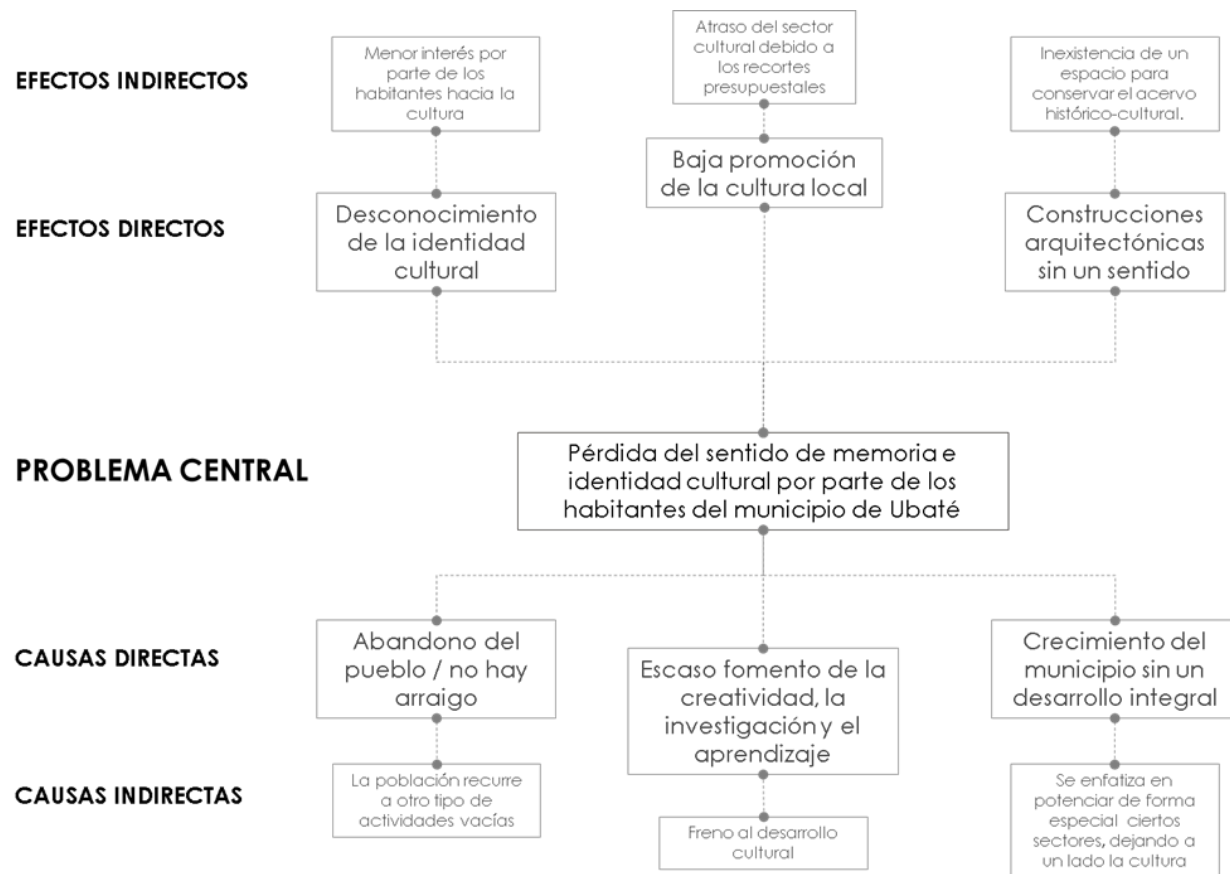 EFECTOS INDIRECTOS
Menor interés por
parte de los
habitantes hacia la
cultura
Atraso del sector
cultural debido a
los recortes
presupuestales
Inexistencia de un
espacio para
conservar el acervo
histórico-cultural.
EFECTOS DIRECTOS
Desconocimiento
de la identidad
cultural
Baja promoción
de la cultura local
Construcciones
arquitectónicas
sin un sentido
PROBLEMA CENTRAL
Pérdida del sentido de memoria e
identidad cultural por parte de los
habitantes del municipio de Ubaté
CAUSAS DIRECTAS
Abandono del
pueblo / no hay
arraigo
Escaso fomento de la
creatividad, la
investigación y el
aprendizaje
Crecimiento del
municipio sin un
desarrollo integral
CAUSAS INDIRECTAS
La población recurre
a otro tipo de
actividades vacías
Freno al desarrollo
cultural
Se enfatiza en
potenciar de forma
especial ciertos
sectores, dejando a
un lado la cultura